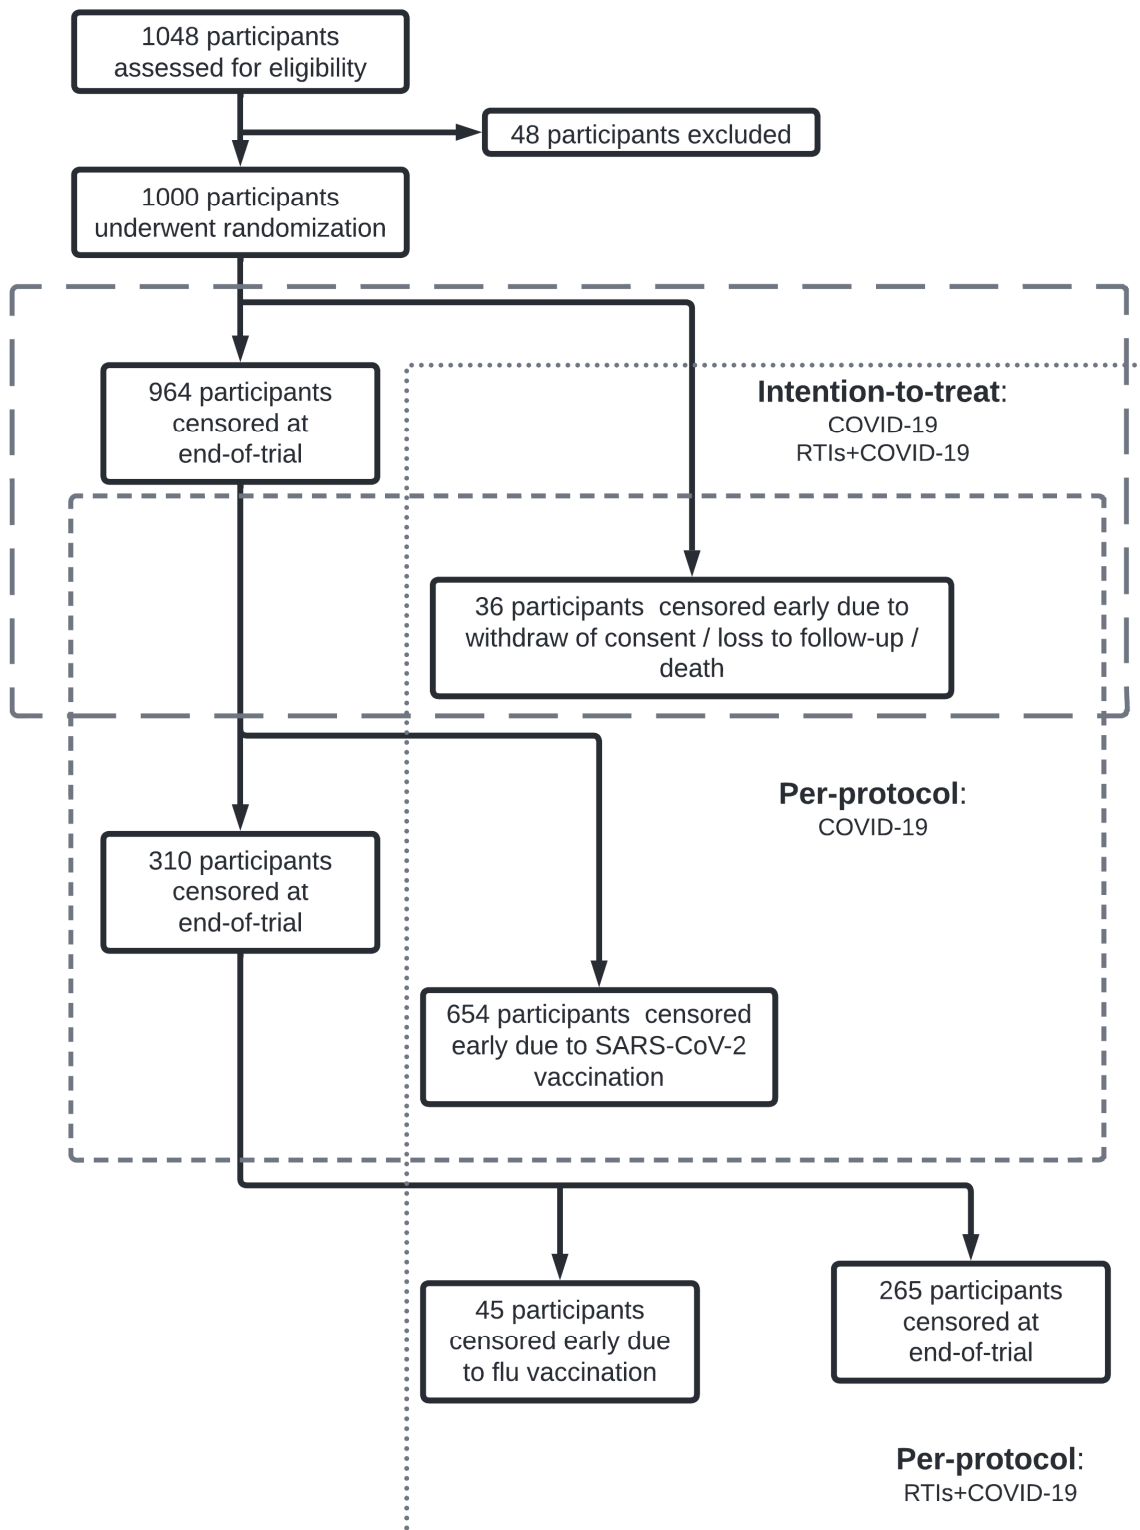 1048 participants
assessed for eligibility
48 participants excluded
1000 participants
underwent randomization
964 participants
censored at
end-of-trial
Intention-to-treat:
COVID-19
RTIs+COVID-19
36 participants  censored early due to
withdraw of consent / loss to follow-up /
death
Per-protocol:
COVID-19
310 participants
censored at
end-of-trial
654 participants  censored
early due to SARS-CoV-2
vaccination
45 participants
censored early due
to flu vaccination
265 participants
censored at
end-of-trial
Per-protocol:
RTIs+COVID-19